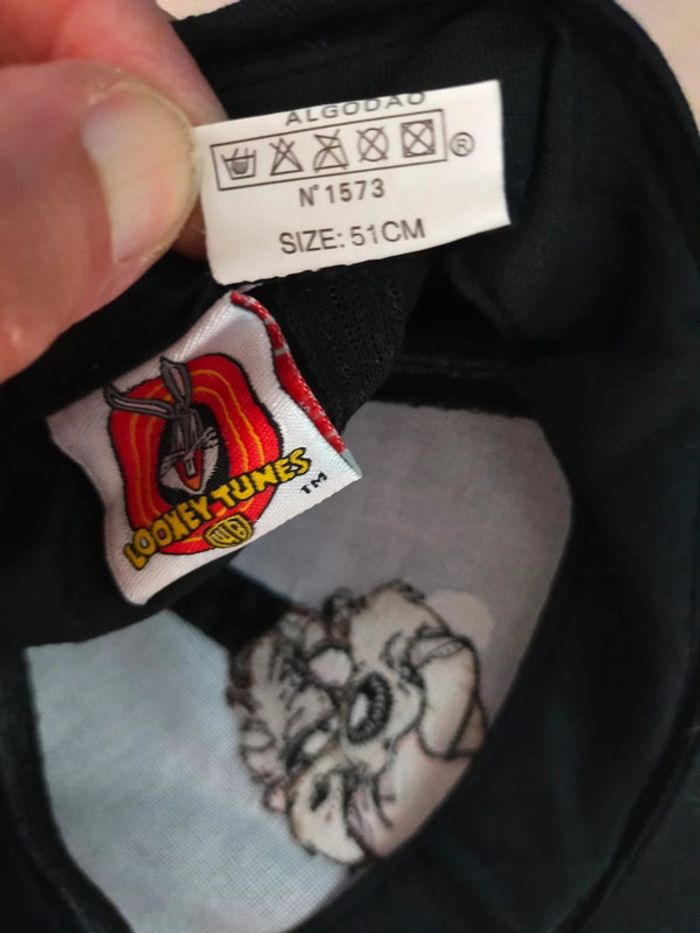 ALGODAO
®
N°1573
SIZE: 51CM
LOONEY TUNES
TM
WB